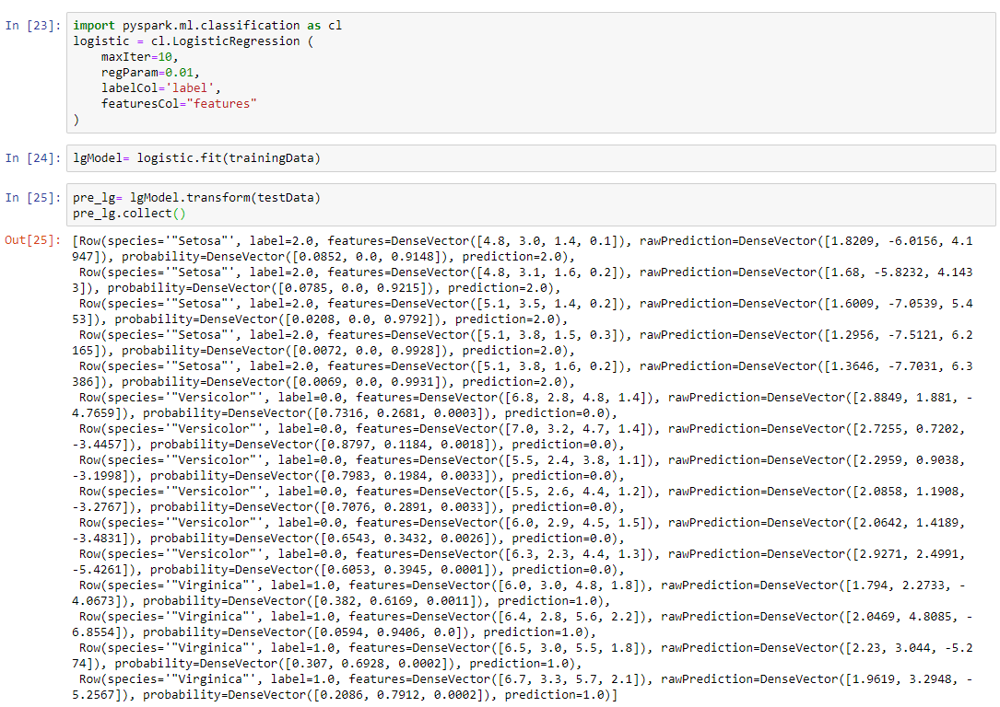 In [23]: import pyspark.ml.classification as cl
logistic = cl.LogisticRegression (
    maxIter=10,
    regParam=0.01,
    labelCol='label',
    featuresCol="features"
)
In [24]: lgModel= logistic.fit(trainingData)
In [25]: pre_lg= lgModel.transform(testData)
pre_lg.collect()
Out[25]: [Row(species='"Setosa"', label=2.0, features=DenseVector([4.8, 3.0, 1.4, 0.1]), rawPrediction=DenseVector([1.8209, -6.0156, 4.1
947]), probability=DenseVector([0.0852, 0.0, 0.9148]), prediction=2.0),
 Row(species='"Setosa"', label=2.0, features=DenseVector([4.8, 3.1, 1.6, 0.2]), rawPrediction=DenseVector([1.68, -5.8232, 4.143
3]), probability=DenseVector([0.0785, 0.0, 0.9215]), prediction=2.0),
 Row(species='"Setosa"', label=2.0, features=DenseVector([5.1, 3.5, 1.4, 0.2]), rawPrediction=DenseVector([1.6009, -7.0539, 5.4
53]), probability=DenseVector([0.0208, 0.0, 0.9792]), prediction=2.0),
 Row(species='"Setosa"', label=2.0, features=DenseVector([5.1, 3.8, 1.5, 0.3]), rawPrediction=DenseVector([1.2956, -7.5121, 6.2
165]), probability=DenseVector([0.0072, 0.0, 0.9928]), prediction=2.0),
 Row(species='"Setosa"', label=2.0, features=DenseVector([5.1, 3.8, 1.6, 0.2]), rawPrediction=DenseVector([1.3646, -7.7031, 6.3
386]), probability=DenseVector([0.0069, 0.0, 0.9931]), prediction=2.0),
 Row(species='"Versicolor"', label=0.0, features=DenseVector([6.8, 2.8, 4.8, 1.4]), rawPrediction=DenseVector([2.8849, 1.881, -
4.7659]), probability=DenseVector([0.7316, 0.2681, 0.0003]), prediction=0.0),
 Row(species='"Versicolor"', label=0.0, features=DenseVector([7.0, 3.2, 4.7, 1.4]), rawPrediction=DenseVector([2.7255, 0.7202,
-3.4457]), probability=DenseVector([0.8797, 0.1184, 0.0018]), prediction=0.0),
 Row(species='"Versicolor"', label=0.0, features=DenseVector([5.5, 2.4, 3.8, 1.1]), rawPrediction=DenseVector([2.2959, 0.9038,
-3.1998]), probability=DenseVector([0.7983, 0.1984, 0.0033]), prediction=0.0),
 Row(species='"Versicolor"', label=0.0, features=DenseVector([5.5, 2.6, 4.4, 1.2]), rawPrediction=DenseVector([2.0858, 1.1908,
-3.2767]), probability=DenseVector([0.7076, 0.2891, 0.0033]), prediction=0.0),
 Row(species='"Versicolor"', label=0.0, features=DenseVector([6.0, 2.9, 4.5, 1.5]), rawPrediction=DenseVector([2.0642, 1.4189,
-3.4831]), probability=DenseVector([0.6543, 0.3432, 0.0026]), prediction=0.0),
 Row(species='"Versicolor"', label=0.0, features=DenseVector([6.3, 2.3, 4.4, 1.3]), rawPrediction=DenseVector([2.9271, 2.4991,
-5.4261]), probability=DenseVector([0.6053, 0.3945, 0.0001]), prediction=0.0),
 Row(species='"Virginica"', label=1.0, features=DenseVector([6.0, 3.0, 4.8, 1.8]), rawPrediction=DenseVector([1.794, 2.2733, -
4.0673]), probability=DenseVector([0.382, 0.6169, 0.0011]), prediction=1.0),
 Row(species='"Virginica"', label=1.0, features=DenseVector([6.4, 2.8, 5.6, 2.2]), rawPrediction=DenseVector([2.0469, 4.8085, -
6.8554]), probability=DenseVector([0.0594, 0.9406, 0.0]), prediction=1.0),
 Row(species='"Virginica"', label=1.0, features=DenseVector([6.5, 3.0, 5.5, 1.8]), rawPrediction=DenseVector([2.23, 3.044, -5.2
74]), probability=DenseVector([0.307, 0.6928, 0.0002]), prediction=1.0),
 Row(species='"Virginica"', label=1.0, features=DenseVector([6.7, 3.3, 5.7, 2.1]), rawPrediction=DenseVector([1.9619, 3.2948, -
5.2567]), probability=DenseVector([0.2086, 0.7912, 0.0002]), prediction=1.0)]